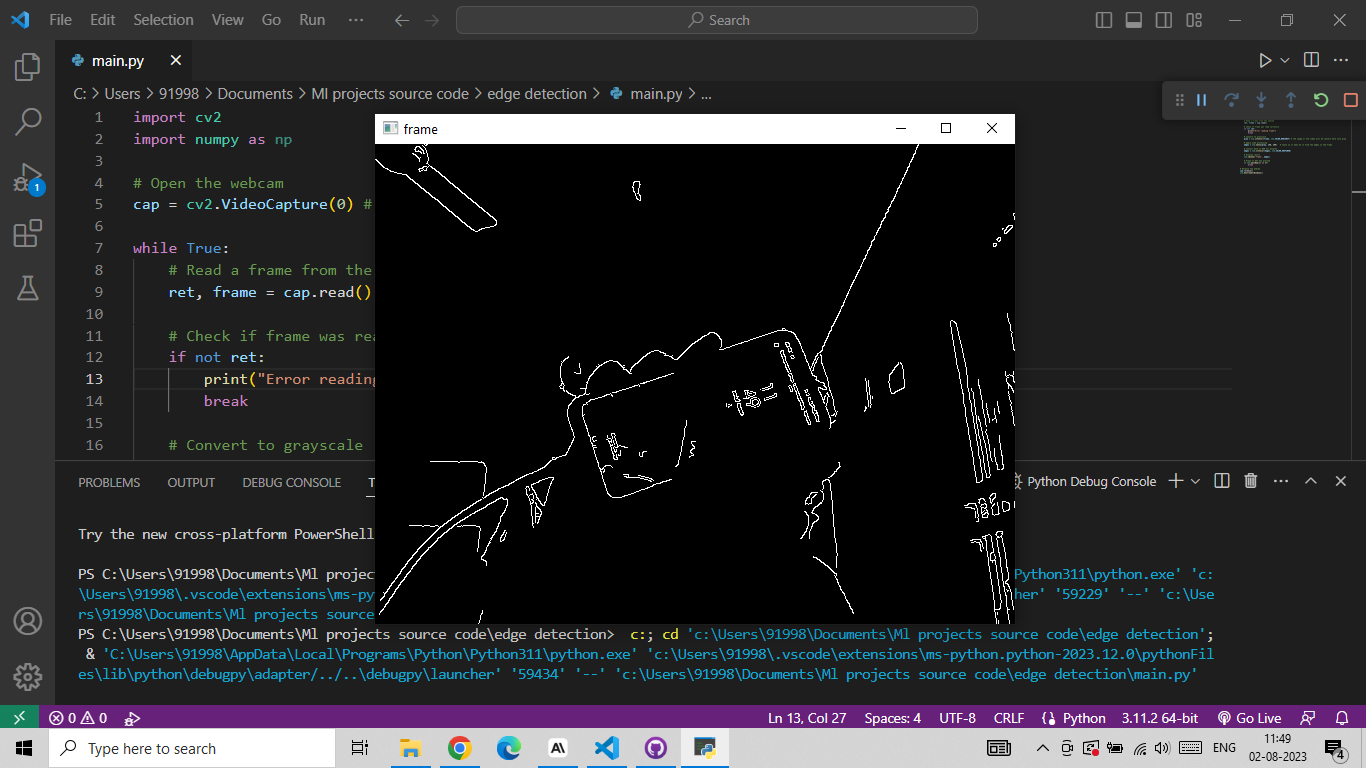 File Edit Selection View Go Run ···
Search
main.py
C: > Users > 91998 > Documents > Ml projects source code > edge detection > main.py > ...
frame
1 import cv2
2 import numpy as np
3
4 # Open the webcam
5 cap = cv2.VideoCapture(0) #
6
7 while True:
8 # Read a frame from the
9 ret, frame = cap.read()
10
11 # Check if frame was rea
12 if not ret:
13 print("Error reading
14 break
15
16 # Convert to grayscale
PROBLEMS OUTPUT DEBUG CONSOLE T Python Debug Console
Try the new cross-platform PowerShell
PS C:\Users\91998\Documents\Ml project Python311\python.exe' 'c:
\Users\91998\.vscode\extensions\ms-py her' '59229' '--' 'c:\Use
rs\91998\Documents\Ml projects source
PS C:\Users\91998\Documents\Ml projects source code\edge detection> c:; cd 'c:\Users\91998\Documents\Ml projects source code\edge detection';
& 'C:\Users\91998\AppData\Local\Programs\Python\Python311\python.exe' 'c:\Users\91998\.vscode\extensions\ms-python.python-2023.12.0\pythonFil
es\lib\python\debugpy\adapter/../..\debugpy\launcher' '59434' '--' 'c:\Users\91998\Documents\Ml projects source code\edge detection\main.py'
1
0 0 Ln 13, Col 27 Spaces: 4 UTF-8 CRLF Python 3.11.2 64-bit Go Live
Type here to search
ENG
11:49
02-08-2023
4